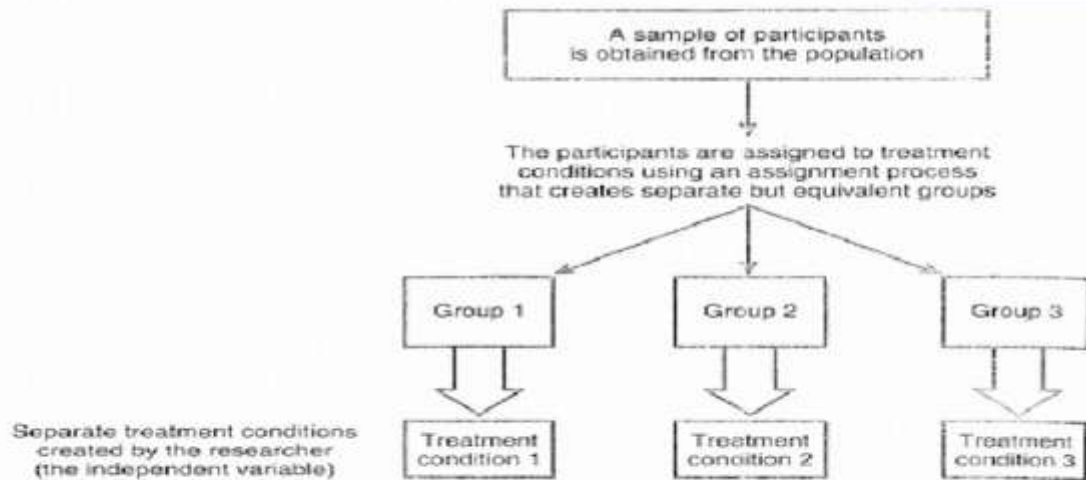 A sample of participants
is obtained from the population
The participants are assigned to treatment
conditions using an assignment process
that creates separate but equivalent groups
Group 1
Group 2
Group 3
Separate treatment conditions
created by the researcher
(the independent variable)
Treatment
condition 1
Treatment
condition 2
Treatment
condition 3